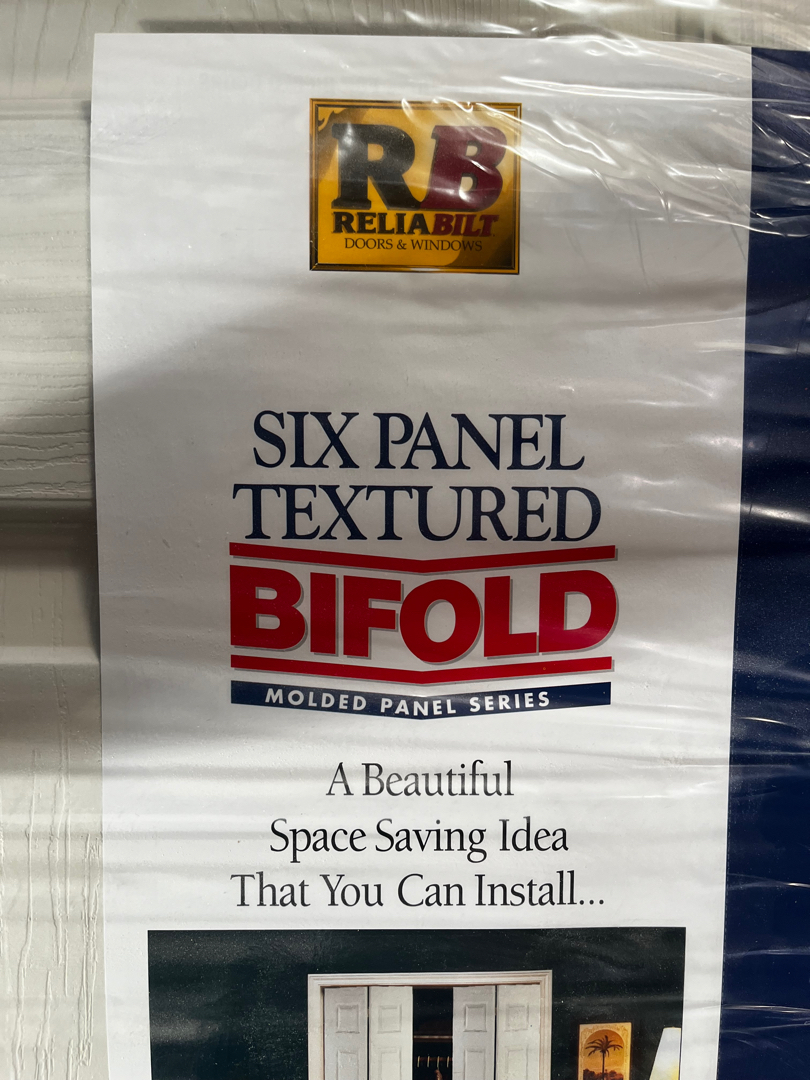 RB
RELIABILT
DOORS & WINDOWS
SIX PANEL
TEXTURED
BIFOLD
MOLDED PANEL SERIES
A Beautiful
Space Saving Idea
That You Can Install...